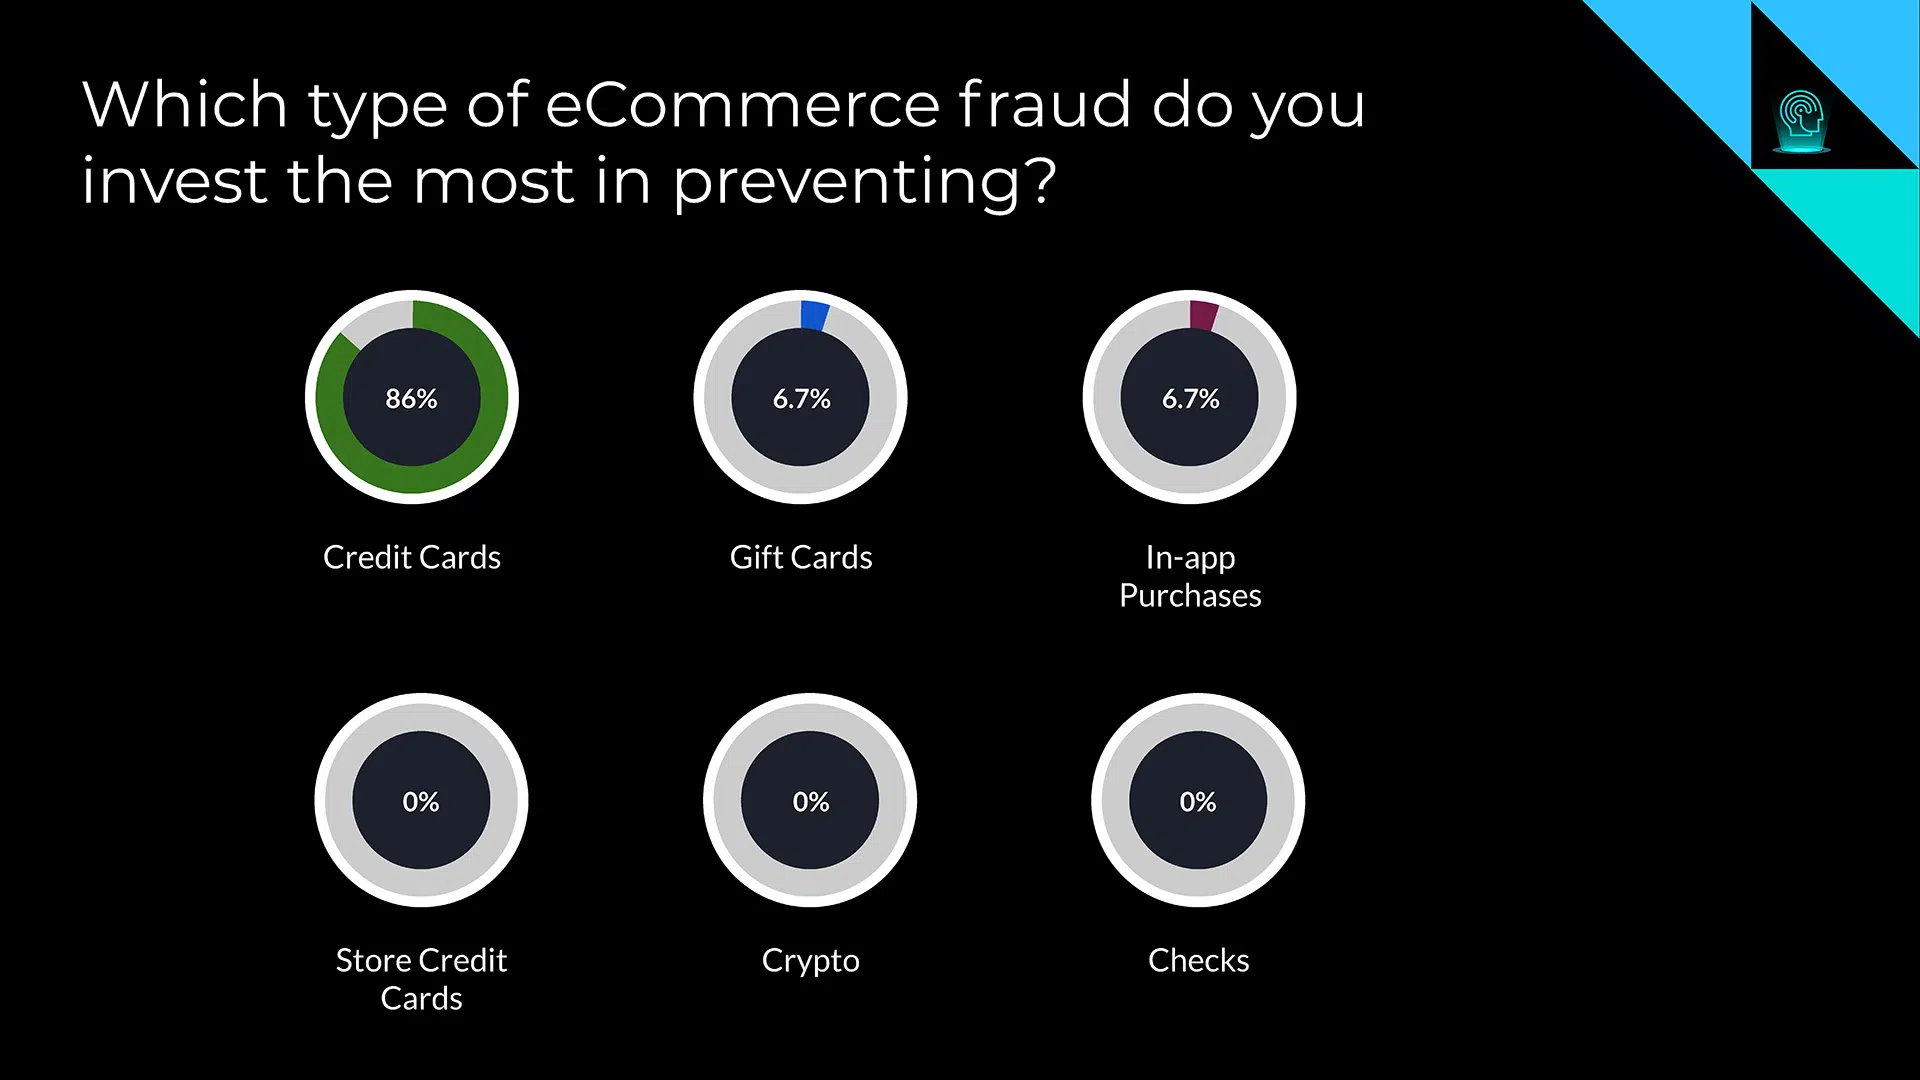 Which type of eCommerce fraud do you
invest the most in preventing?
86%
6.7%
6.7%
Credit Cards
Gift Cards
In-app
Purchases
0%
0%
0%
Store Credit
Cards
Crypto
Checks